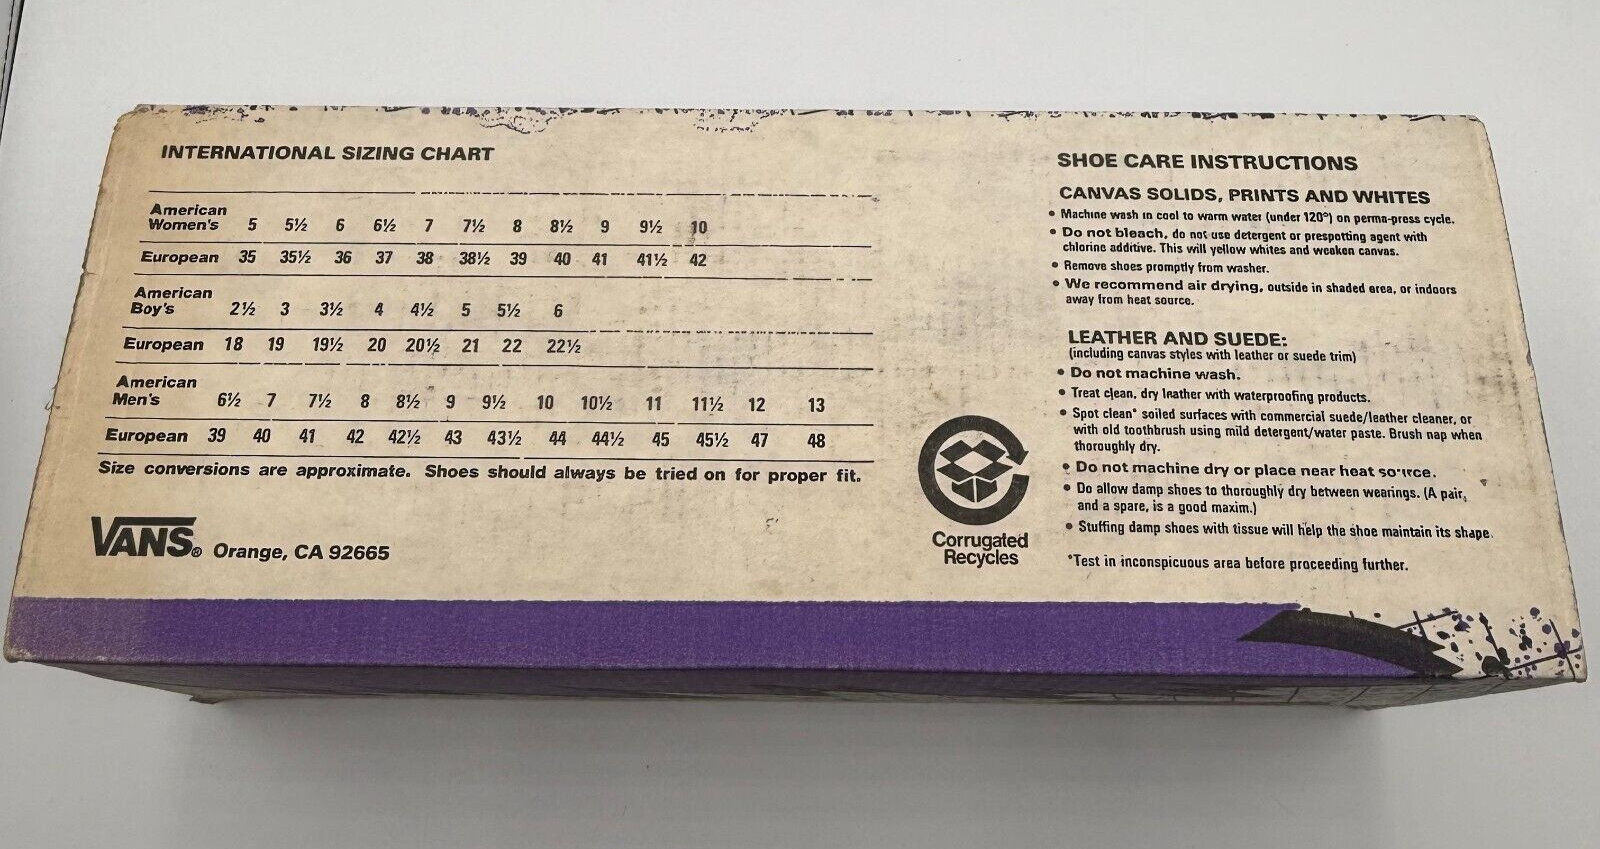 INTERNATIONAL SIZING CHART
American
Women's 5 5½ 6 6½ 7 7½ 8 8½ 9 9½ 10
European 35 35½ 36 37 38 38½ 39 40 41 41½ 42
American
Boy's 2½ 3 3½ 4 4½ 5 5½ 6
European 18 19 19½ 20 20½ 21 22 22½
American
Men's 6½ 7 7½ 8 8½ 9 9½ 10 10½ 11 11½ 12 13
European 39 40 41 42 42½ 43 43½ 44 44½ 45 45½ 47 48
Size conversions are approximate. Shoes should always be tried on for proper fit.
VANS® Orange, CA 92665
Corrugated
Recycles
SHOE CARE INSTRUCTIONS
CANVAS SOLIDS, PRINTS AND WHITES
• Machine wash in cool to warm water (under 120°) on perma-press cycle.
• Do not bleach, do not use detergent or prespotting agent with
chlorine additive. This will yellow whites and weaken canvas.
• Remove shoes promptly from washer.
• We recommend air drying, outside in shaded area, or indoors
away from heat source.
LEATHER AND SUEDE:
(including canvas styles with leather or suede trim)
• Do not machine wash.
• Treat clean, dry leather with waterproofing products.
• Spot clean* soiled surfaces with commercial suede/leather cleaner, or
with old toothbrush using mild detergent/water paste. Brush nap when
thoroughly dry.
• Do not machine dry or place near heat source.
• Do allow damp shoes to thoroughly dry between wearings. (A pair,
and a spare, is a good maxim.)
• Stuffing damp shoes with tissue will help the shoe maintain its shape.
*Test in inconspicuous area before proceeding further.